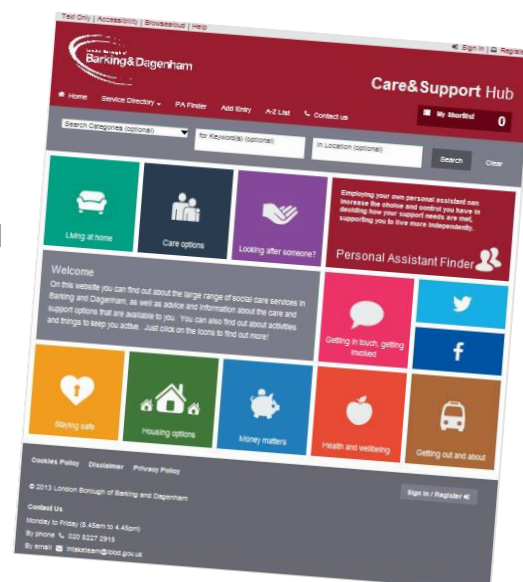 Text Only | Accessibility | Browsealoud | Help
Sign In | Register
London Borough of
Barking&Dagenham
Care&Support Hub
Home Service Directory PA Finder Add Entry A-Z List Contact us
My Shortlist 0
Search Categories (optional) for Keyword(s) (optional) In Location (optional) Search Clear
Living at home
Care options
Looking after someone?
Employing your own personal assistant can
increase the choice and control you have in
deciding how your support needs are met,
supporting you to live more independently.
Personal Assistant Finder
Welcome
On this website you can find out about the large range of social care services in
Barking and Dagenham, as well as advice and information about the care and
support options that are available to you. You can also find out about activities
and things to keep you active. Just click on the icons to find out more!
Getting in touch, getting
involved
Staying safe
Housing options
Money matters
Health and wellbeing
Getting out and about
Cookies Policy Disclaimer Privacy Policy
© 2013 London Borough of Barking and Dagenham
Sign In / Register
Contact Us
Monday to Friday (8.45am to 4.45pm)
By phone 020 8227 2915
By email intaketeam@lbbd.gov.uk